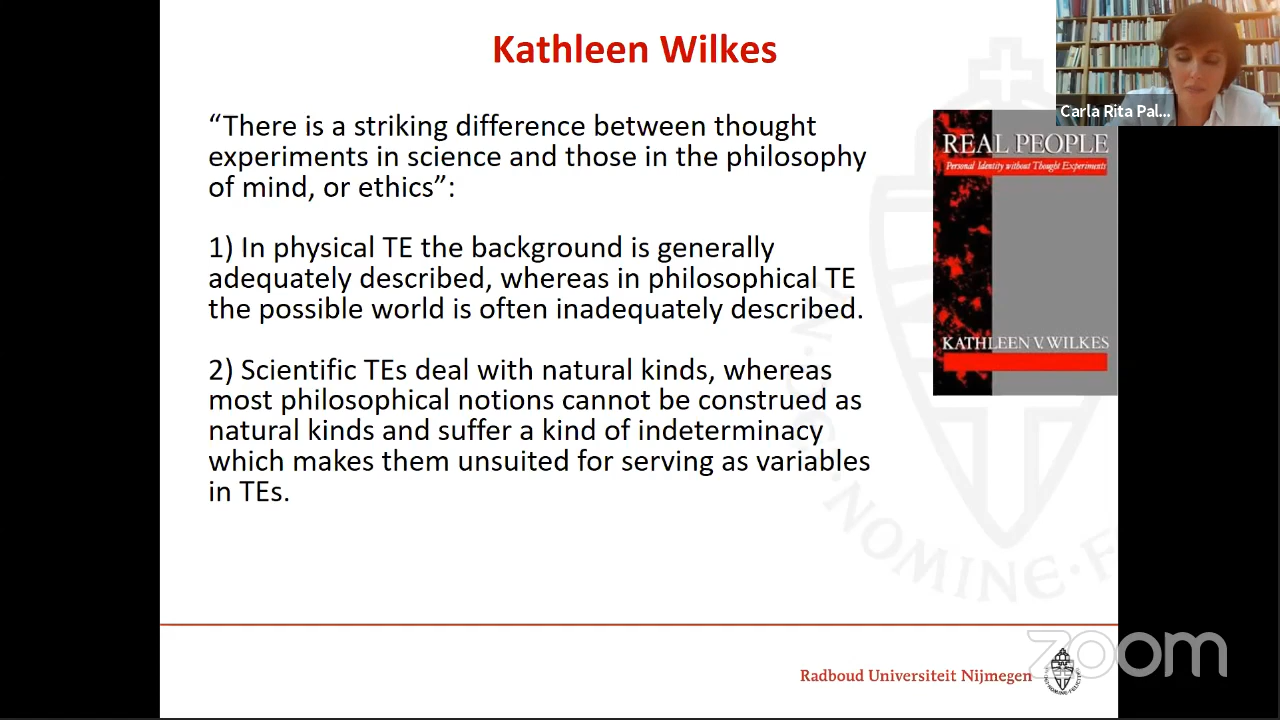 Kathleen Wilkes
“There is a striking difference between thought
experiments in science and those in the philosophy
of mind, or ethics”:
1) In physical TE the background is generally
adequately described, whereas in philosophical TE
the possible world is often inadequately described.
2) Scientific TEs deal with natural kinds, whereas
most philosophical notions cannot be construed as
natural kinds and suffer a kind of indeterminacy
which makes them unsuited for serving as variables
in TEs.
Carla Rita Pal...
REAL PEOPLE
Personal Identity without Thought Experiments
KATHLEEN V. WILKES
NOMINE · F
Radboud Universiteit Nijmegen
zoom